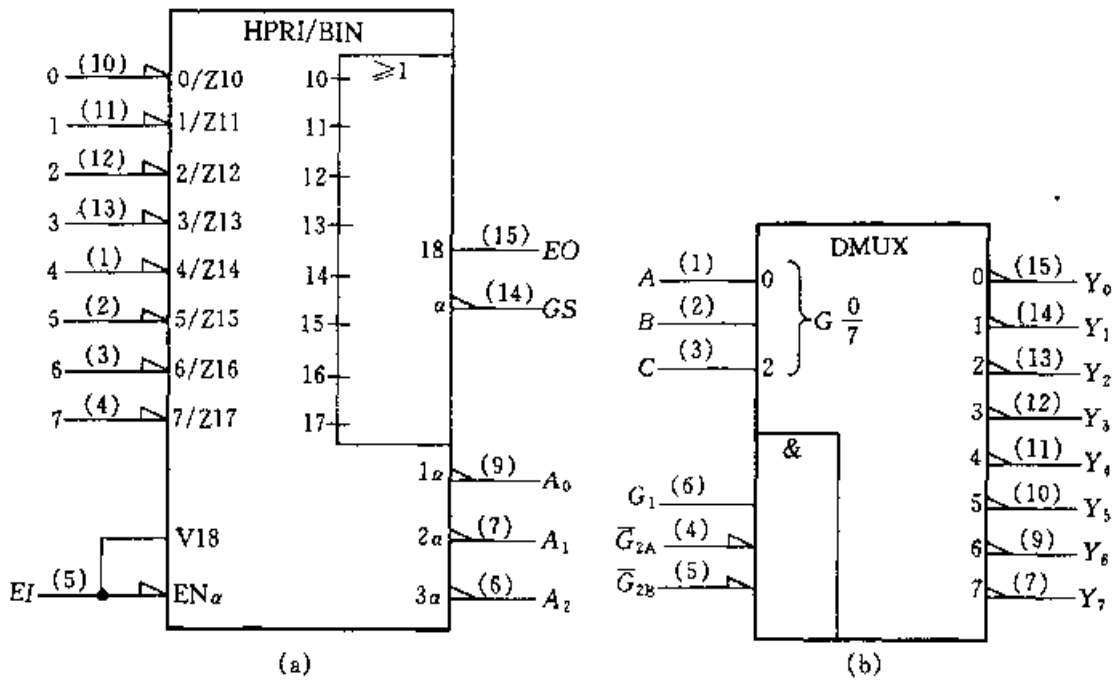 HPRI/BIN
≥1
0 (10) 0/Z10 10
1 (11) 1/Z11 11
2 (12) 2/Z12 12
3 (13) 3/Z13 13
4 (1) 4/Z14 14
5 (2) 5/Z15 15
6 (3) 6/Z16 16
7 (4) 7/Z17 17
18 (15) EO
α (14) GS
1α (9) A₀
2α (7) A₁
3α (6) A₂
V18
EI (5) ENα
(a)
DMUX
A (1) 0
B (2) G 0/7
C (3) 2
&
G₁ (6)
G̅₂A (4)
G̅₂B (5)
0 (15) Y₀
1 (14) Y₁
2 (13) Y₂
3 (12) Y₃
4 (11) Y₄
5 (10) Y₅
6 (9) Y₆
7 (7) Y₇
(b)